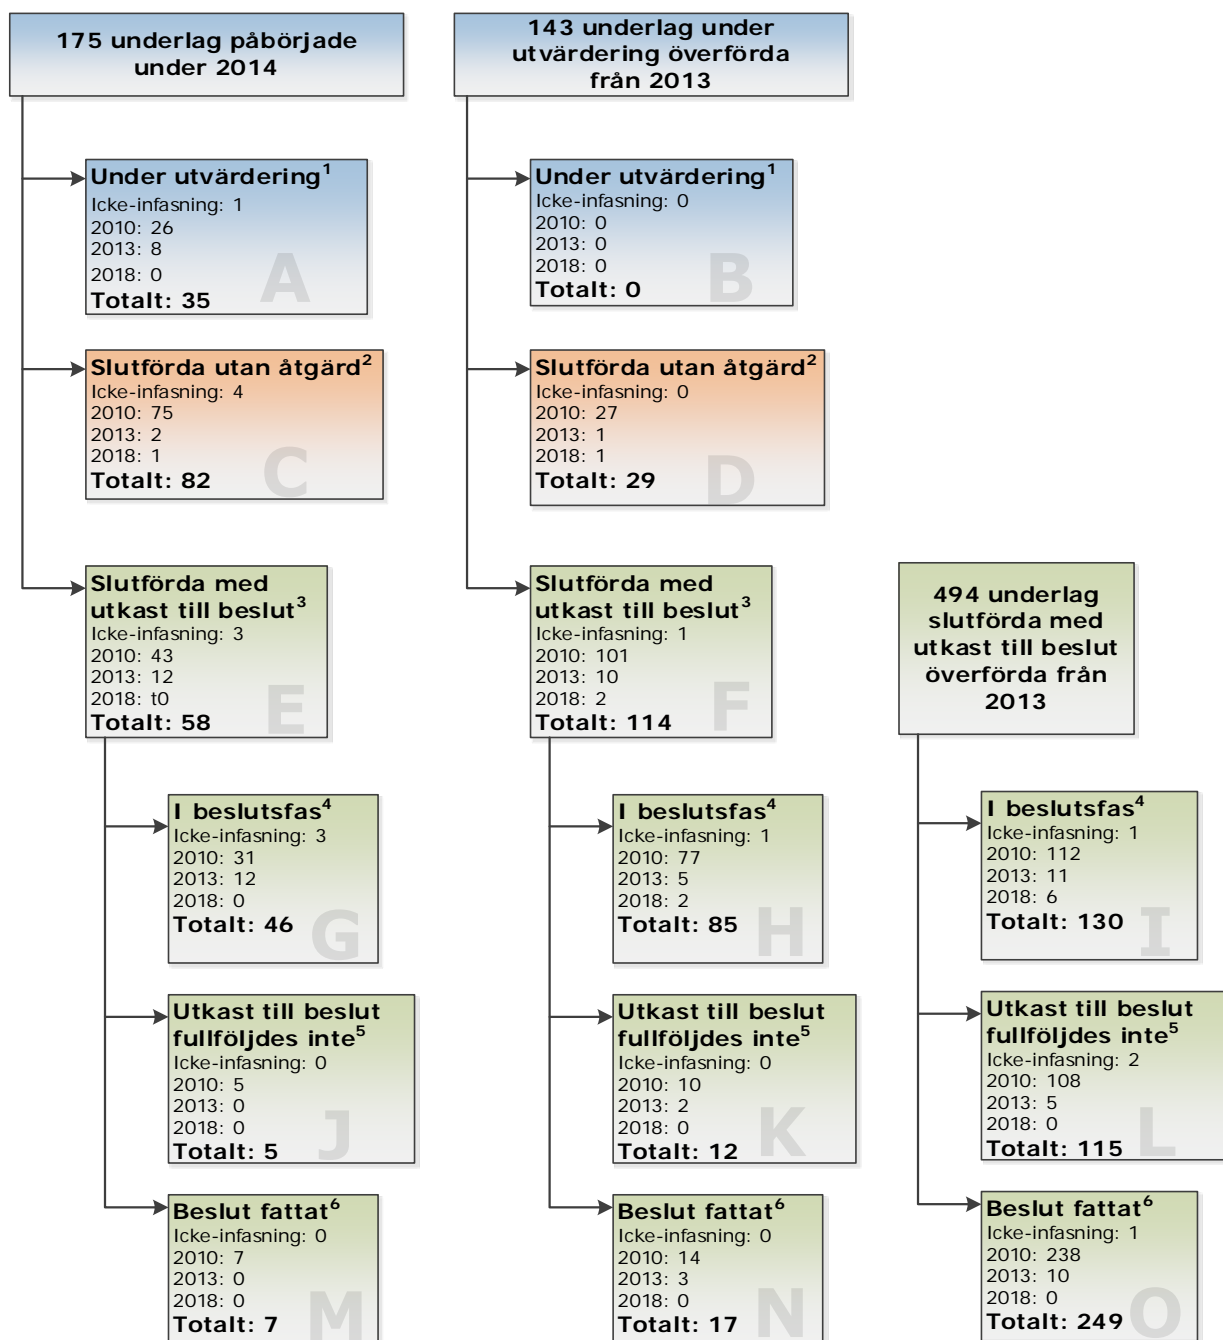 175 underlag påbörjade
under 2014
143 underlag under
utvärdering överförda
från 2013
Under utvärdering¹
Icke-infasning: 1
2010: 26
2013: 8
2018: 0
Totalt: 35
A
Under utvärdering¹
Icke-infasning: 0
2010: 0
2013: 0
2018: 0
Totalt: 0
B
Slutförda utan åtgärd²
Icke-infasning: 4
2010: 75
2013: 2
2018: 1
Totalt: 82
C
Slutförda utan åtgärd²
Icke-infasning: 0
2010: 27
2013: 1
2018: 1
Totalt: 29
D
Slutförda med
utkast till beslut³
Icke-infasning: 3
2010: 43
2013: 12
2018: t0
Totalt: 58
E
Slutförda med
utkast till beslut³
Icke-infasning: 1
2010: 101
2013: 10
2018: 2
Totalt: 114
F
494 underlag
slutförda med
utkast till beslut
överförda från
2013
I beslutsfas⁴
Icke-infasning: 3
2010: 31
2013: 12
2018: 0
Totalt: 46
G
I beslutsfas⁴
Icke-infasning: 1
2010: 77
2013: 5
2018: 2
Totalt: 85
H
I beslutsfas⁴
Icke-infasning: 1
2010: 112
2013: 11
2018: 6
Totalt: 130
I
Utkast till beslut
fullföljdes inte⁵
Icke-infasning: 0
2010: 5
2013: 0
2018: 0
Totalt: 5
J
Utkast till beslut
fullföljdes inte⁵
Icke-infasning: 0
2010: 10
2013: 2
2018: 0
Totalt: 12
K
Utkast till beslut
fullföljdes inte⁵
Icke-infasning: 2
2010: 108
2013: 5
2018: 0
Totalt: 115
L
Beslut fattat⁶
Icke-infasning: 0
2010: 7
2013: 0
2018: 0
Totalt: 7
M
Beslut fattat⁶
Icke-infasning: 0
2010: 14
2013: 3
2018: 0
Totalt: 17
N
Beslut fattat⁶
Icke-infasning: 1
2010: 238
2013: 10
2018: 0
Totalt: 249
O